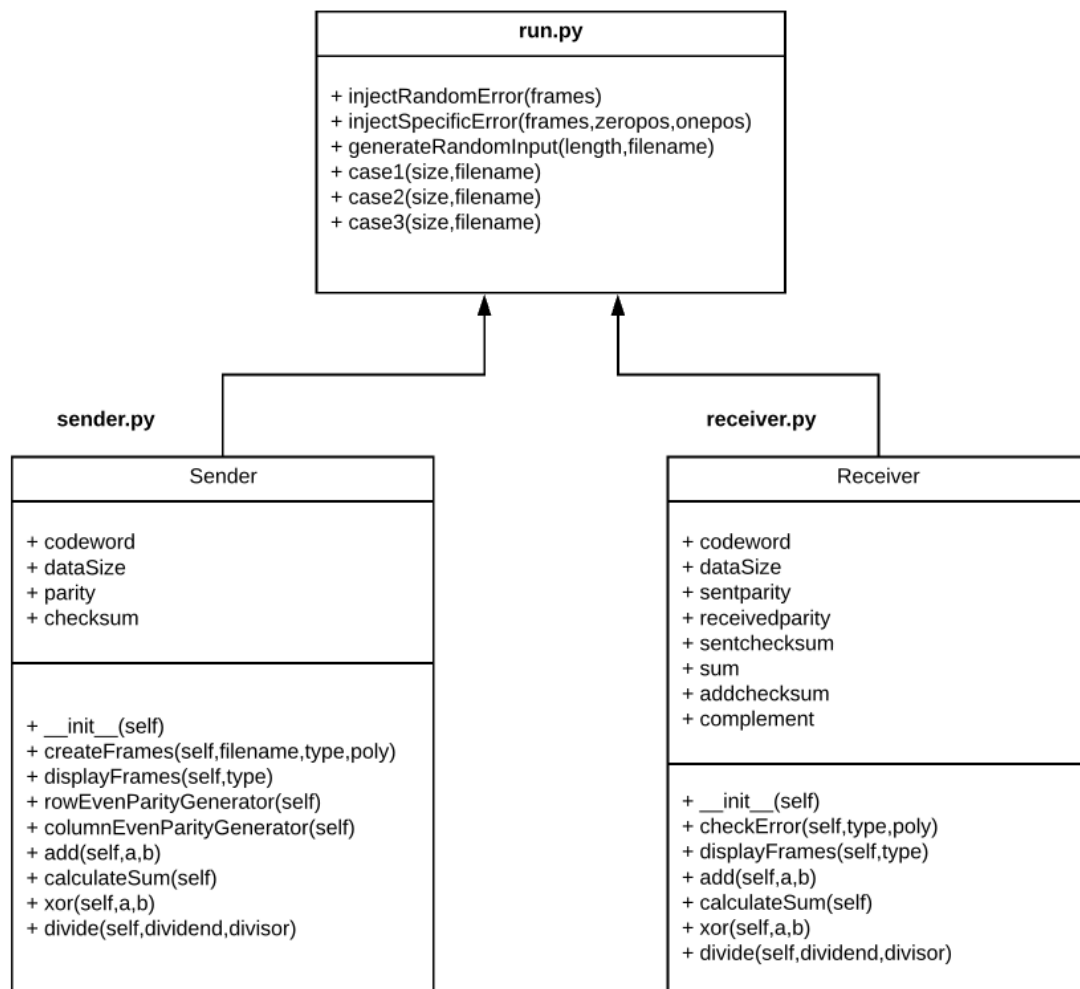 run.py
+ injectRandomError(frames)
+ injectSpecificError(frames,zeropos,onepos)
+ generateRandomInput(length,filename)
+ case1(size,filename)
+ case2(size,filename)
+ case3(size,filename)
sender.py
Sender
+ codeword
+ dataSize
+ parity
+ checksum
+ __init__(self)
+ createFrames(self,filename,type,poly)
+ displayFrames(self,type)
+ rowEvenParityGenerator(self)
+ columnEvenParityGenerator(self)
+ add(self,a,b)
+ calculateSum(self)
+ xor(self,a,b)
+ divide(self,dividend,divisor)
receiver.py
Receiver
+ codeword
+ dataSize
+ sentparity
+ receivedparity
+ sentchecksum
+ sum
+ addchecksum
+ complement
+ __init__(self)
+ checkError(self,type,poly)
+ displayFrames(self,type)
+ add(self,a,b)
+ calculateSum(self)
+ xor(self,a,b)
+ divide(self,dividend,divisor)